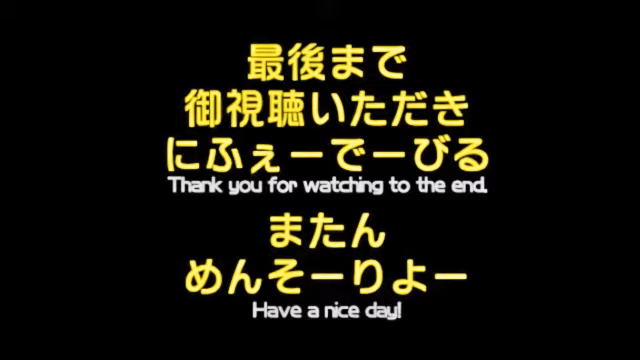 最後まで
御視聴いただき
にふぇーでーびる
Thank you for watching to the end.
またん
めんそーりよー
Have a nice day!